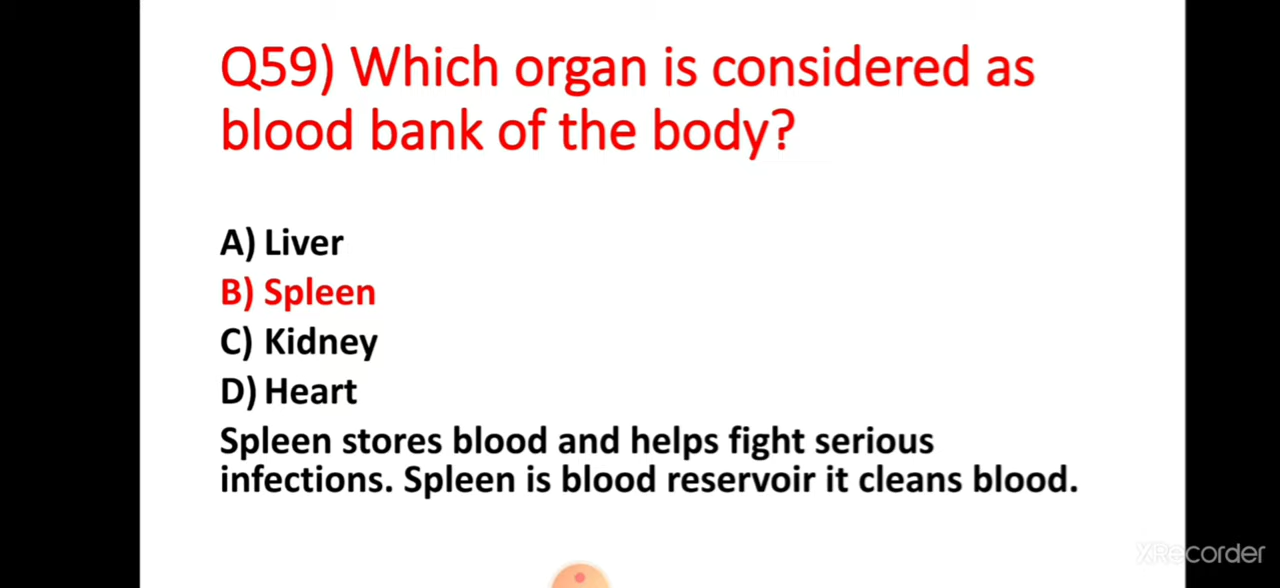 Q59) Which organ is considered as
blood bank of the body?
A) Liver
B) Spleen
C) Kidney
D) Heart
Spleen stores blood and helps fight serious
infections. Spleen is blood reservoir it cleans blood.
XRecorder